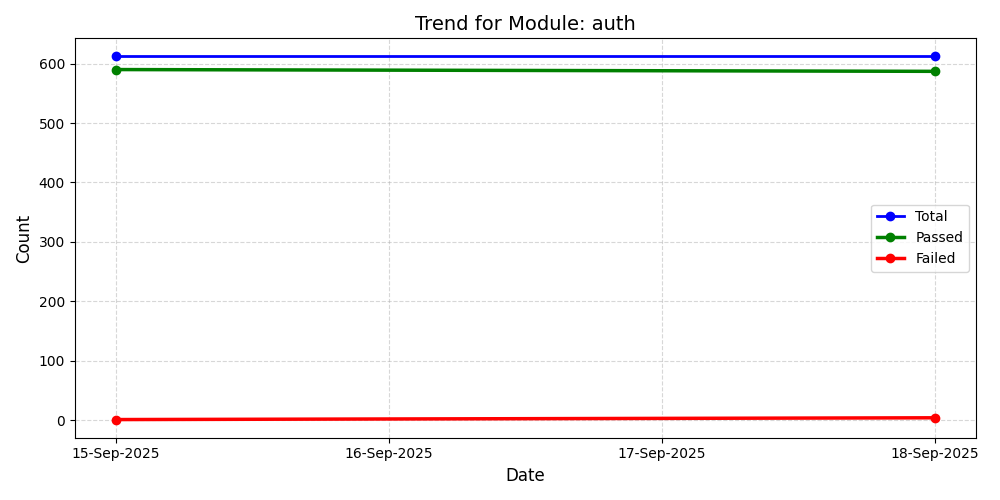 Trend for Module: auth
600
500
400
300
200
100
0
Count
Total
Passed
Failed
15-Sep-2025
16-Sep-2025
17-Sep-2025
18-Sep-2025
Date